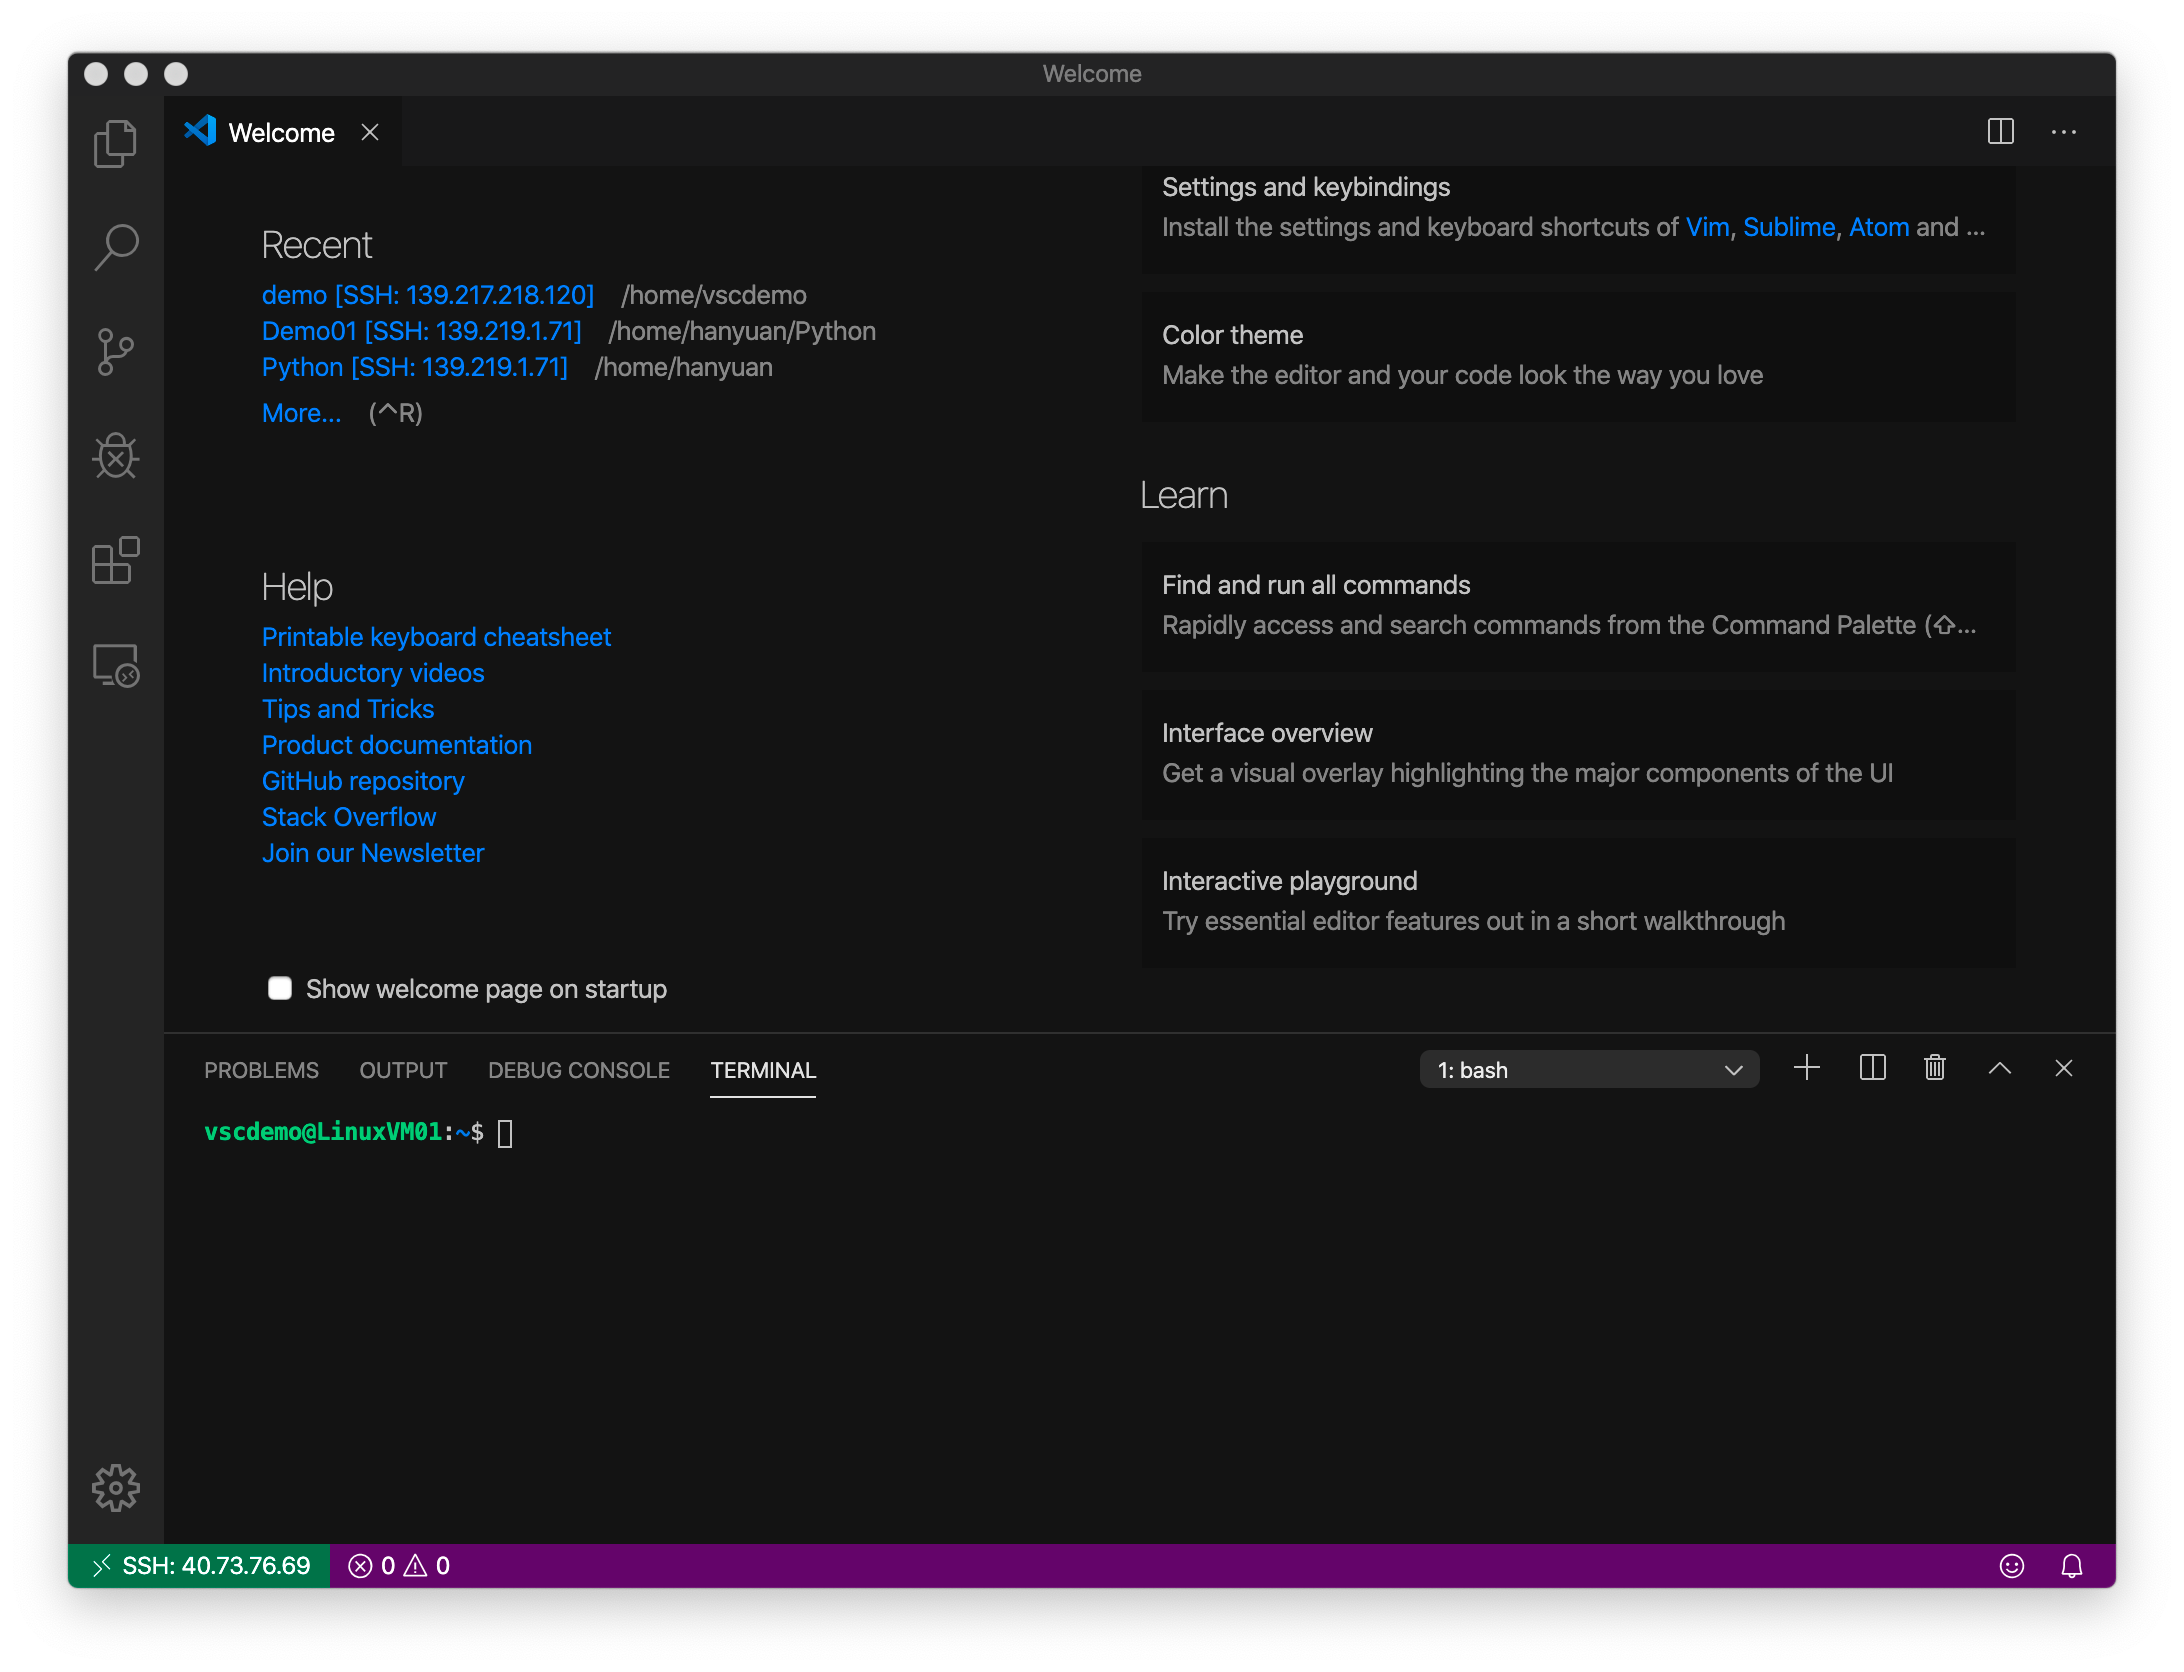 Welcome
Welcome
Recent
demo [SSH: 139.217.218.120] /home/vscdemo
Demo01 [SSH: 139.219.1.71] /home/hanyuan/Python
Python [SSH: 139.219.1.71] /home/hanyuan
More... (^R)
Help
Printable keyboard cheatsheet
Introductory videos
Tips and Tricks
Product documentation
GitHub repository
Stack Overflow
Join our Newsletter
Show welcome page on startup
Settings and keybindings
Install the settings and keyboard shortcuts of Vim, Sublime, Atom and ...
Color theme
Make the editor and your code look the way you love
Learn
Find and run all commands
Rapidly access and search commands from the Command Palette (⇧...
Interface overview
Get a visual overlay highlighting the major components of the UI
Interactive playground
Try essential editor features out in a short walkthrough
PROBLEMS OUTPUT DEBUG CONSOLE TERMINAL 1: bash
vscdemo@LinuxVM01:~$
SSH: 40.73.76.69 0 0